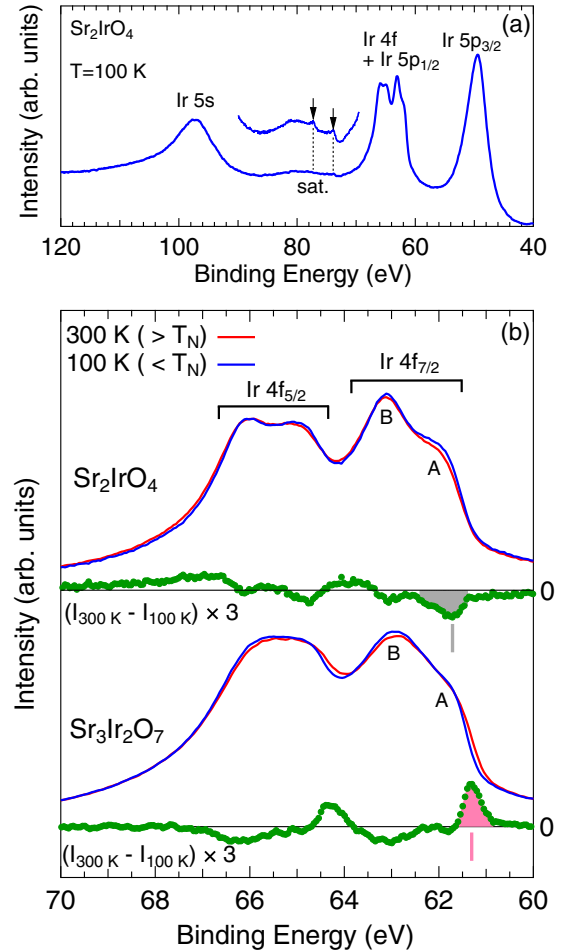 (a)
Sr₂IrO₄
T=100 K
Ir 5s
Ir 4f
+ Ir 5p₁/₂
Ir 5p₃/₂
sat.
Intensity (arb. units)
120 100 80 60 40
Binding Energy (eV)
(b)
300 K ( > T_N)
100 K ( < T_N)
Ir 4f₅/₂
Ir 4f₇/₂
B
A
Sr₂IrO₄
0
(I₃₀₀ K - I₁₀₀ K) × 3
B
A
Sr₃Ir₂O₇
0
(I₃₀₀ K - I₁₀₀ K) × 3
Intensity (arb. units)
70 68 66 64 62 60
Binding Energy (eV)